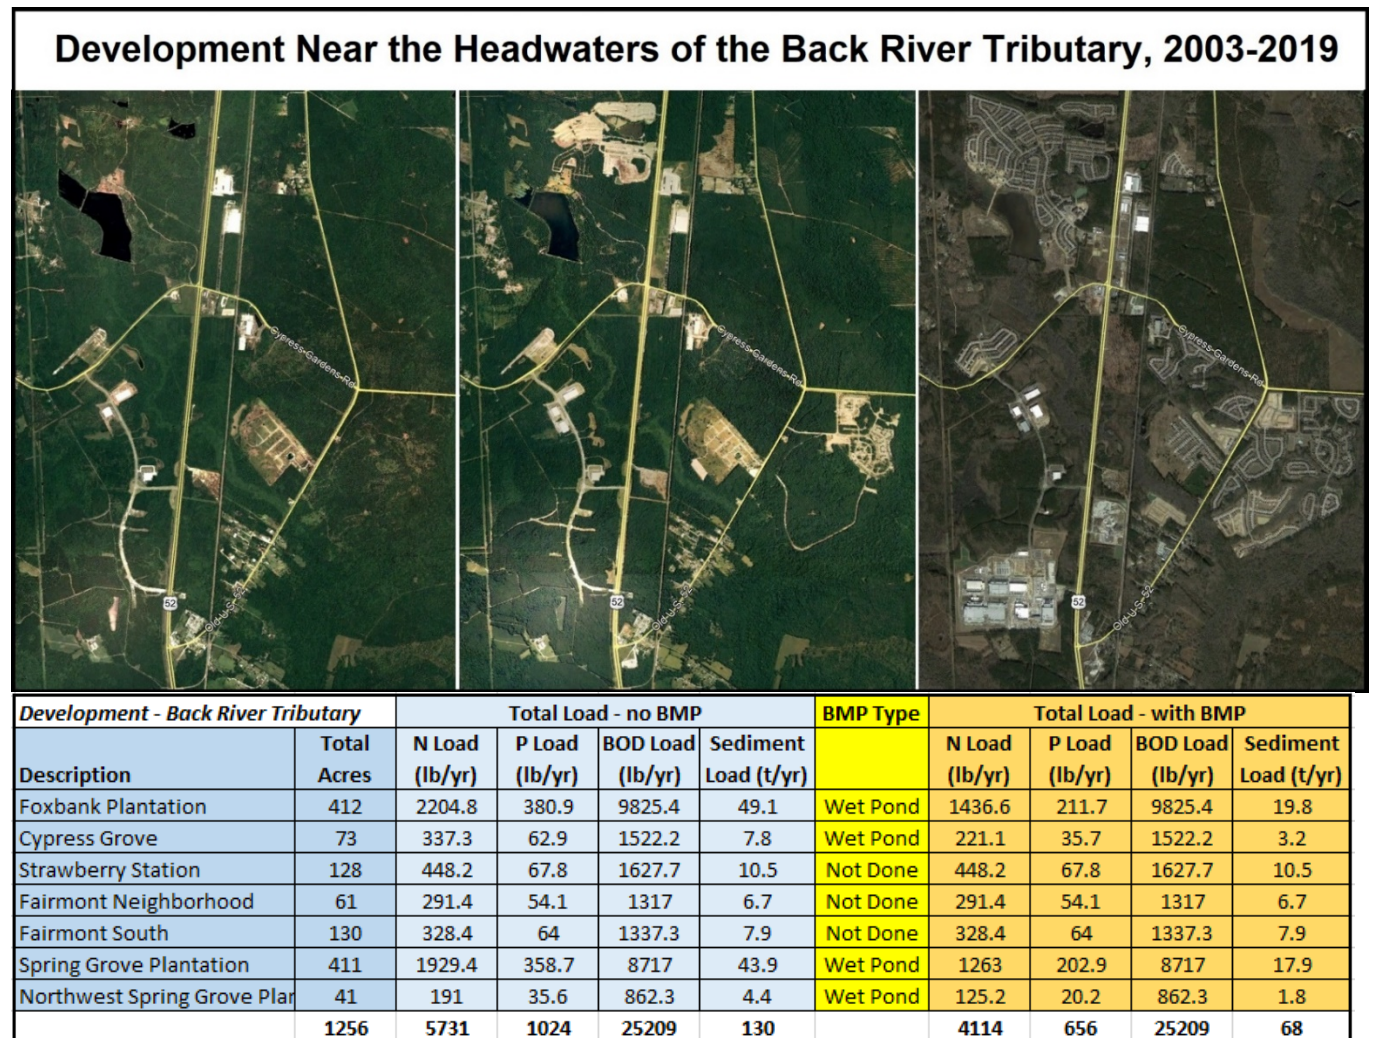 Development Near the Headwaters of the Back River Tributary, 2003-2019
Cypress-Gardens-Rd
52
Old-U-S-52
Cypress-Gardens-Rd
52
Old-U-S-52
Cypress-Gardens-Rd
52
Old-U-S-52
Development - Back River Tributary Total Load - no BMP BMP Type Total Load - with BMP
Total N Load P Load BOD Load Sediment N Load P Load BOD Load Sediment
Description Acres (lb/yr) (lb/yr) (lb/yr) Load (t/yr) (lb/yr) (lb/yr) (lb/yr) Load (t/yr)
Foxbank Plantation 412 2204.8 380.9 9825.4 49.1 Wet Pond 1436.6 211.7 9825.4 19.8
Cypress Grove 73 337.3 62.9 1522.2 7.8 Wet Pond 221.1 35.7 1522.2 3.2
Strawberry Station 128 448.2 67.8 1627.7 10.5 Not Done 448.2 67.8 1627.7 10.5
Fairmont Neighborhood 61 291.4 54.1 1317 6.7 Not Done 291.4 54.1 1317 6.7
Fairmont South 130 328.4 64 1337.3 7.9 Not Done 328.4 64 1337.3 7.9
Spring Grove Plantation 411 1929.4 358.7 8717 43.9 Wet Pond 1263 202.9 8717 17.9
Northwest Spring Grove Plar 41 191 35.6 862.3 4.4 Wet Pond 125.2 20.2 862.3 1.8
1256 5731 1024 25209 130 4114 656 25209 68